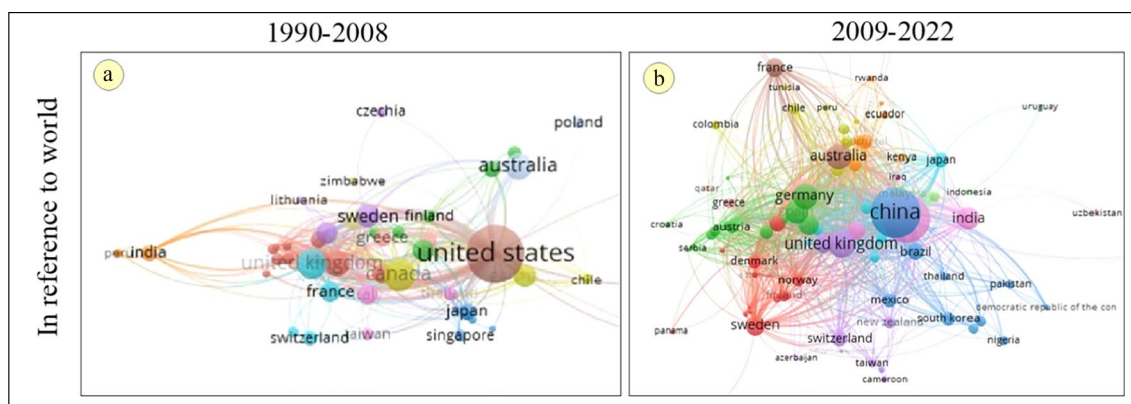 1990-2008
2009-2022
In reference to world
a
czechia
poland
australia
zimbabwe
lithuania
sweden
finland
greece
india
united states
united kingdom
canada
france
chile
japan
switzerland
taiwan
singapore
b
france
rwanda
tunisia
chile
peru
ecuador
uruguay
colombia
australia
kenya
japan
iraq
qatar
germany
malaysia
indonesia
greece
china
india
uzbekistan
croatia
austria
serbia
united kingdom
brazil
denmark
norway
thailand
pakistan
finland
mexico
democratic republic of the con
panama
sweden
new zealand
south korea
switzerland
nigeria
azerbaijan
taiwan
cameroon